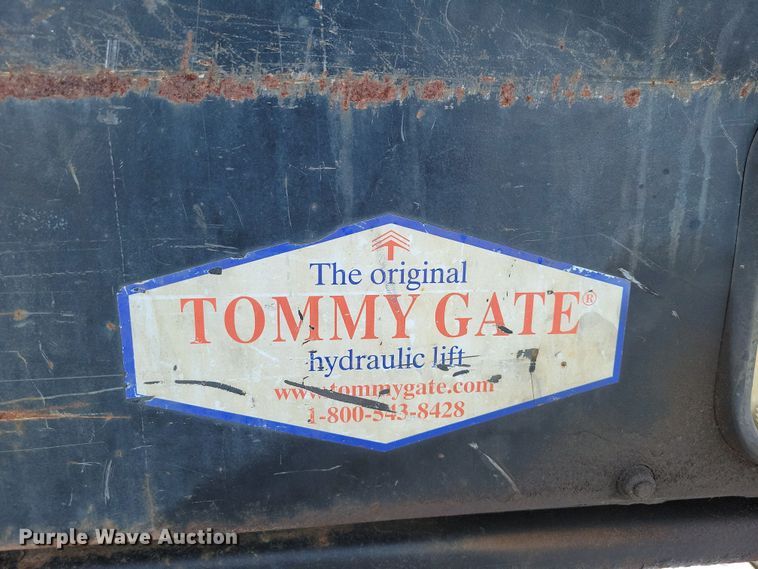 The original
TOMMY GATE®
hydraulic lift
www.tommygate.com
1-800-543-8428
Purple Wave Auction